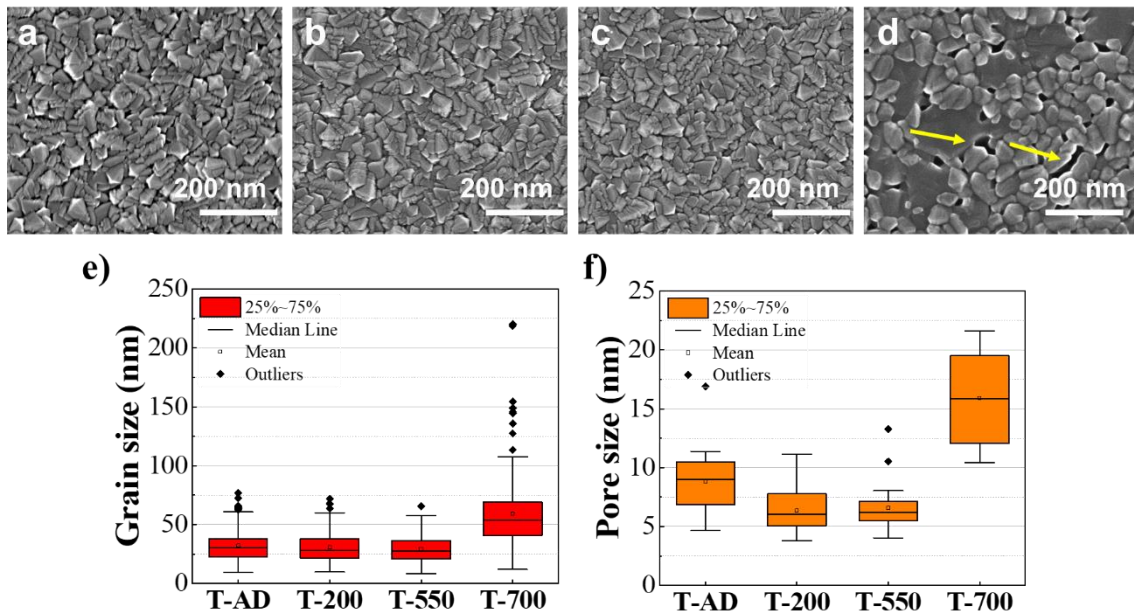 a
b
c
d
200 nm
200 nm
200 nm
200 nm
e)
250
200
150
100
50
0
Grain size (nm)
25%~75%
Median Line
Mean
Outliers
T-AD T-200 T-550 T-700
f)
25
20
15
10
5
0
Pore size (nm)
25%~75%
Median Line
Mean
Outliers
T-AD T-200 T-550 T-700